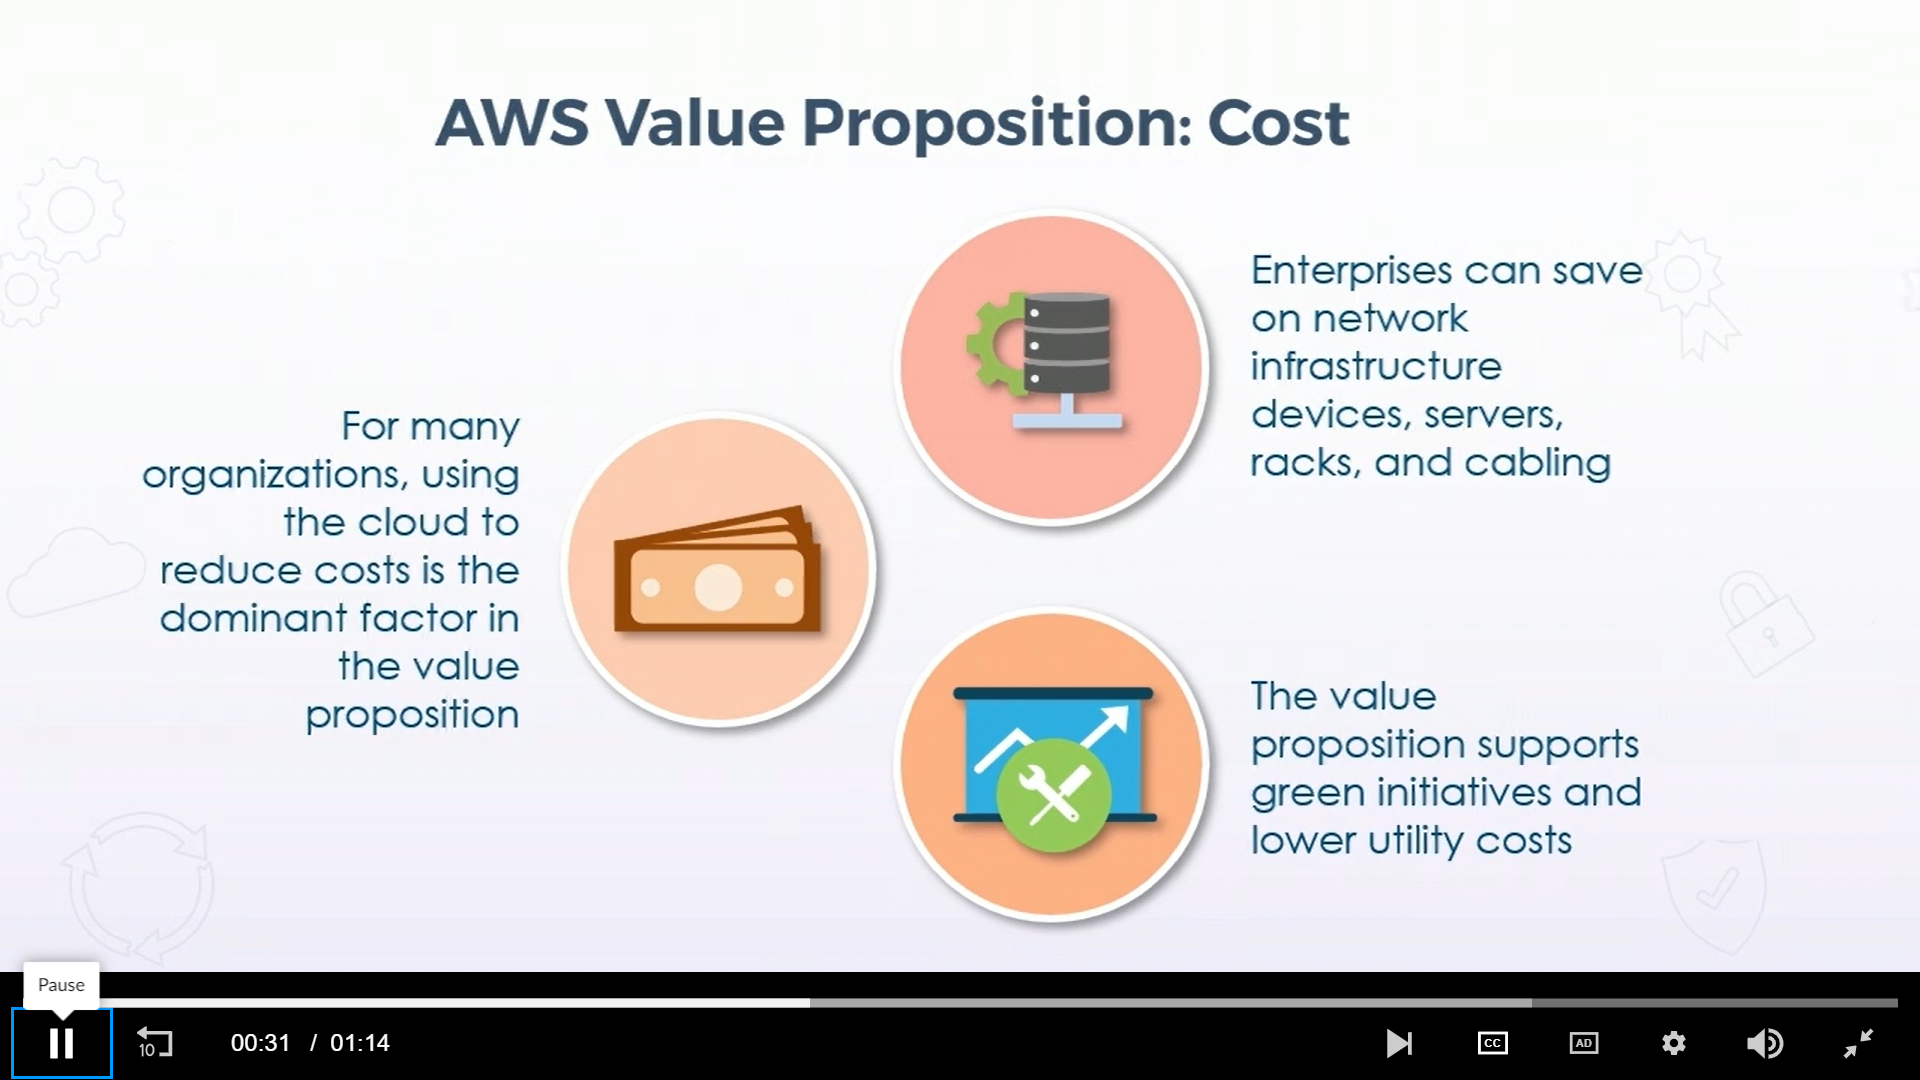 AWS Value Proposition: Cost
For many
organizations, using
the cloud to
reduce costs is the
dominant factor in
the value
proposition
Enterprises can save
on network
infrastructure
devices, servers,
racks, and cabling
The value
proposition supports
green initiatives and
lower utility costs
Pause
10
00:31 / 01:14
CC
AD